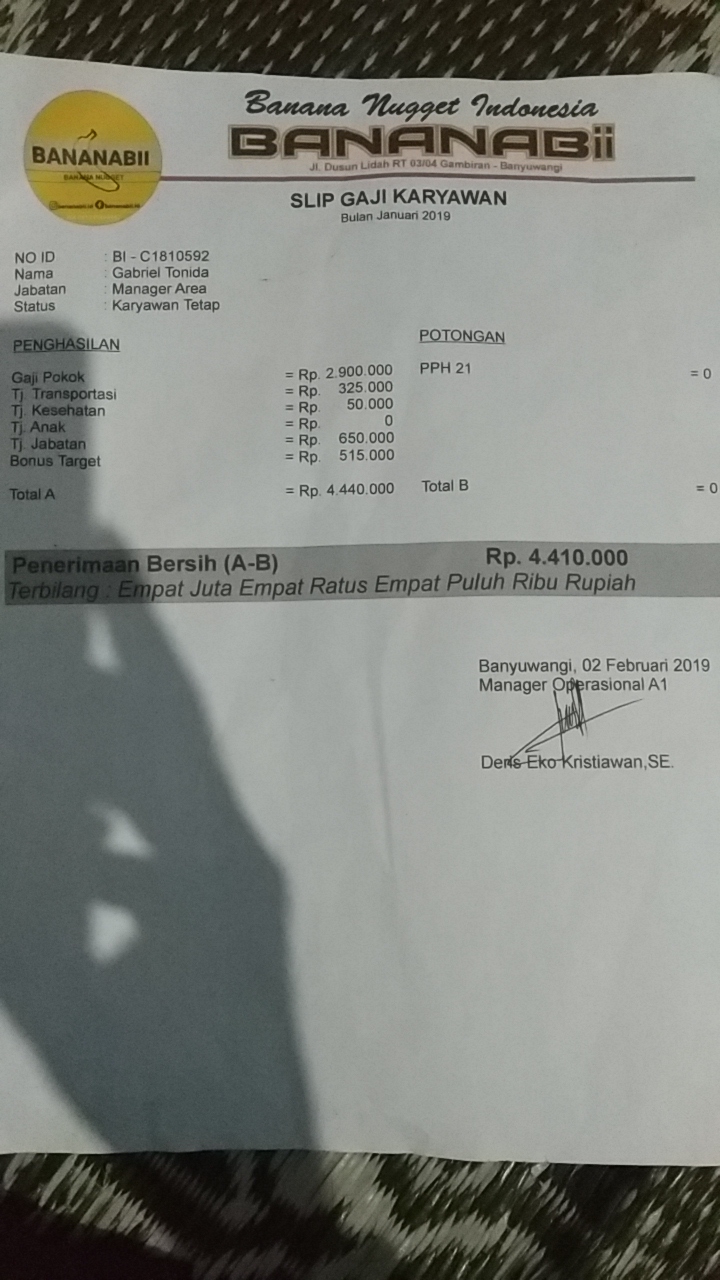 Banana Nugget Indonesia
BANANABii
Jl. Dusun Lidah RT 03/04 Gambiran - Banyuwangi
BANANABII
BANANA NUGGET
SLIP GAJI KARYAWAN
Bulan Januari 2019
NO ID : BI - C1810592
Nama : Gabriel Tonida
Jabatan : Manager Area
Status : Karyawan Tetap
PENGHASILAN
Gaji Pokok = Rp. 2.900.000
Tj. Transportasi = Rp. 325.000
Tj. Kesehatan = Rp. 50.000
Tj. Anak = Rp. 0
Tj. Jabatan = Rp. 650.000
Bonus Target = Rp. 515.000
Total A = Rp. 4.440.000
POTONGAN
PPH 21 = 0
Total B = 0
Penerimaan Bersih (A-B) Rp. 4.410.000
Terbilang : Empat Juta Empat Ratus Empat Puluh Ribu Rupiah
Banyuwangi, 02 Februari 2019
Manager Operasional A1
Denis Eko Kristiawan,SE.